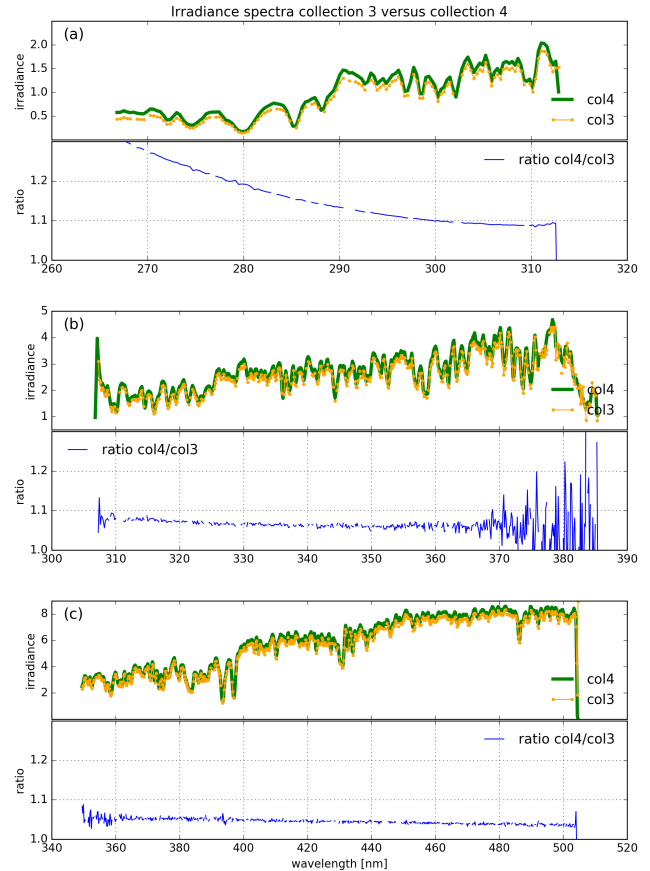 Irradiance spectra collection 3 versus collection 4
(a)
irradiance
2.0
1.5
1.0
0.5
col4
col3
ratio
1.2
1.1
1.0
ratio col4/col3
260 270 280 290 300 310 320
(b)
irradiance
5
4
3
2
1
col4
col3
ratio
1.2
1.1
1.0
ratio col4/col3
300 310 320 330 340 350 360 370 380 390
(c)
irradiance
8
6
4
2
col4
col3
ratio
1.2
1.1
1.0
ratio col4/col3
340 360 380 400 420 440 460 480 500 520
wavelength [nm]